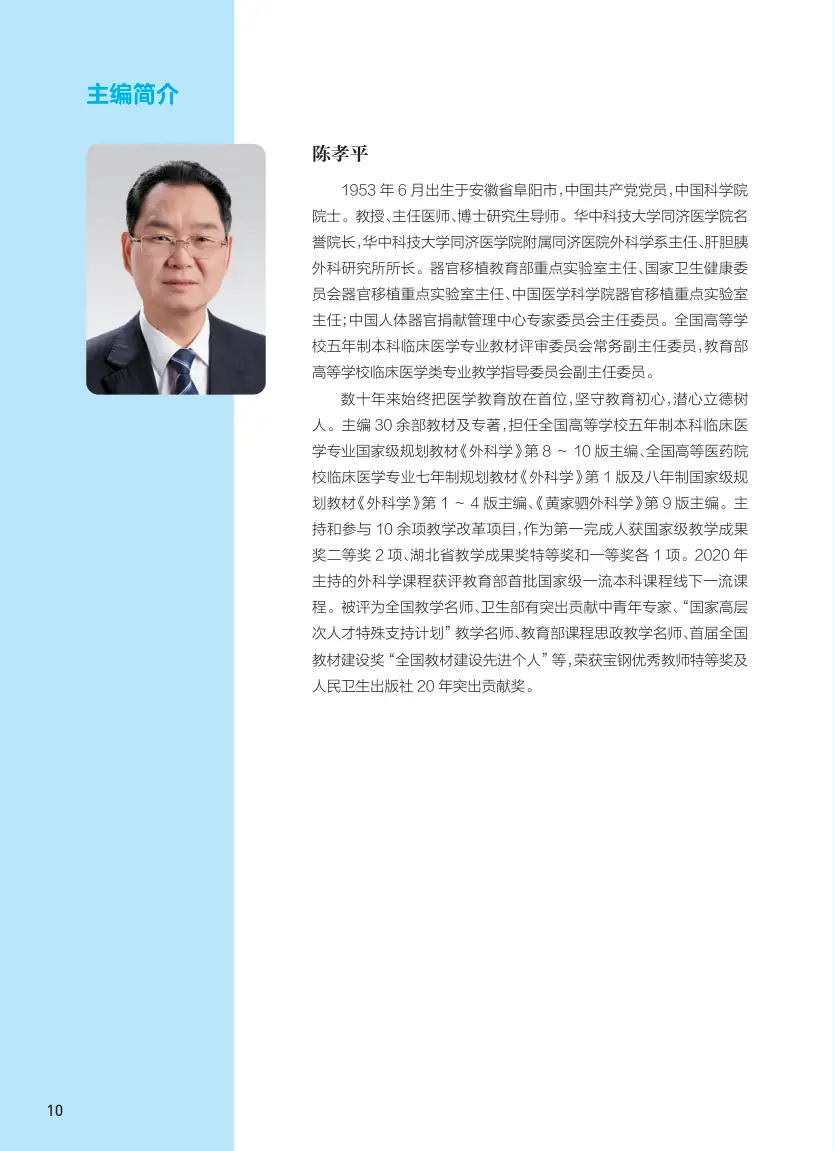 主编简介
陈孝平
1953 年 6 月出生于安徽省阜阳市，中国共产党党员，中国科学院
院士。教授、主任医师、博士研究生导师。华中科技大学同济医学院名
誉院长，华中科技大学同济医学院附属同济医院外科学系主任、肝胆胰
外科研究所所长。器官移植教育部重点实验室主任、国家卫生健康委
员会器官移植重点实验室主任、中国医学科学院器官移植重点实验室
主任；中国人体器官捐献管理中心专家委员会主任委员。全国高等学
校五年制本科临床医学专业教材评审委员会常务副主任委员，教育部
高等学校临床医学类专业教学指导委员会副主任委员。
数十年来始终把医学教育放在首位，坚守教育初心，潜心立德树
人。主编 30 余部教材及专著，担任全国高等学校五年制本科临床医
学专业国家级规划教材《外科学》第 8 ～ 10 版主编、全国高等医药院
校临床医学专业七年制规划教材《外科学》第 1 版及八年制国家级规
划教材《外科学》第 1 ～ 4 版主编、《黄家驷外科学》第 9 版主编。主
持和参与 10 余项教学改革项目，作为第一完成人获国家级教学成果
奖二等奖 2 项、湖北省教学成果奖特等奖和一等奖各 1 项。2020 年
主持的外科学课程获评教育部首批国家级一流本科课程线下一流课
程。被评为全国教学名师、卫生部有突出贡献中青年专家、“国家高层
次人才特殊支持计划”教学名师、教育部课程思政教学名师、首届全国
教材建设奖“全国教材建设先进个人”等，荣获宝钢优秀教师特等奖及
人民卫生出版社 20 年突出贡献奖。
10